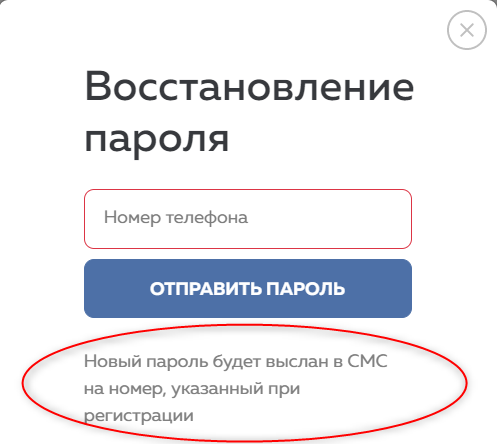 Восстановление
пароля
Номер телефона
ОТПРАВИТЬ ПАРОЛЬ
Новый пароль будет выслан в СМС
на номер, указанный при
регистрации